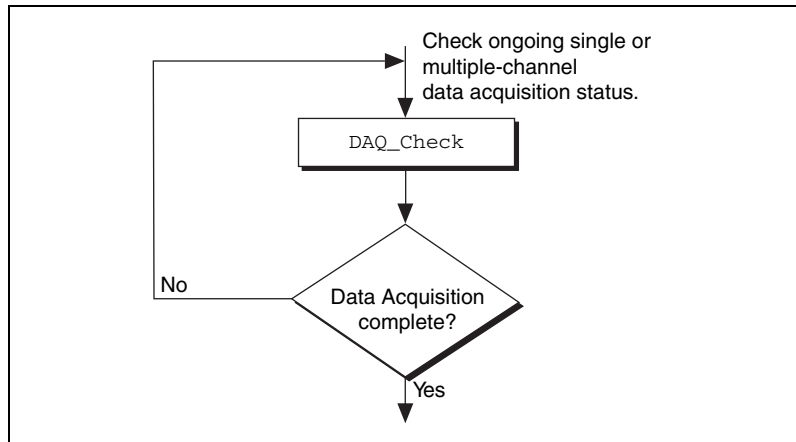 Check ongoing single or
multiple-channel
data acquisition status.
DAQ_Check
No
Data Acquisition
complete?
Yes